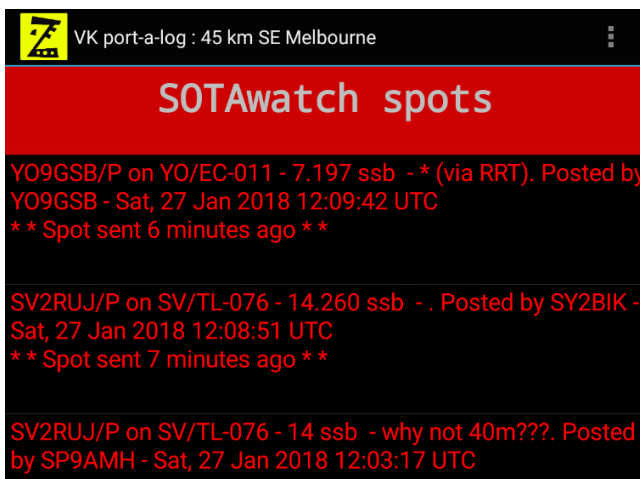 VK port-a-log : 45 km SE Melbourne
SOTAwatch spots
YO9GSB/P on YO/EC-011 - 7.197 ssb - * (via RRT). Posted by
YO9GSB - Sat, 27 Jan 2018 12:09:42 UTC
* * Spot sent 6 minutes ago * *
SV2RUJ/P on SV/TL-076 - 14.260 ssb - . Posted by SY2BIK -
Sat, 27 Jan 2018 12:08:51 UTC
* * Spot sent 7 minutes ago * *
SV2RUJ/P on SV/TL-076 - 14 ssb - why not 40m???. Posted
by SP9AMH - Sat, 27 Jan 2018 12:03:17 UTC